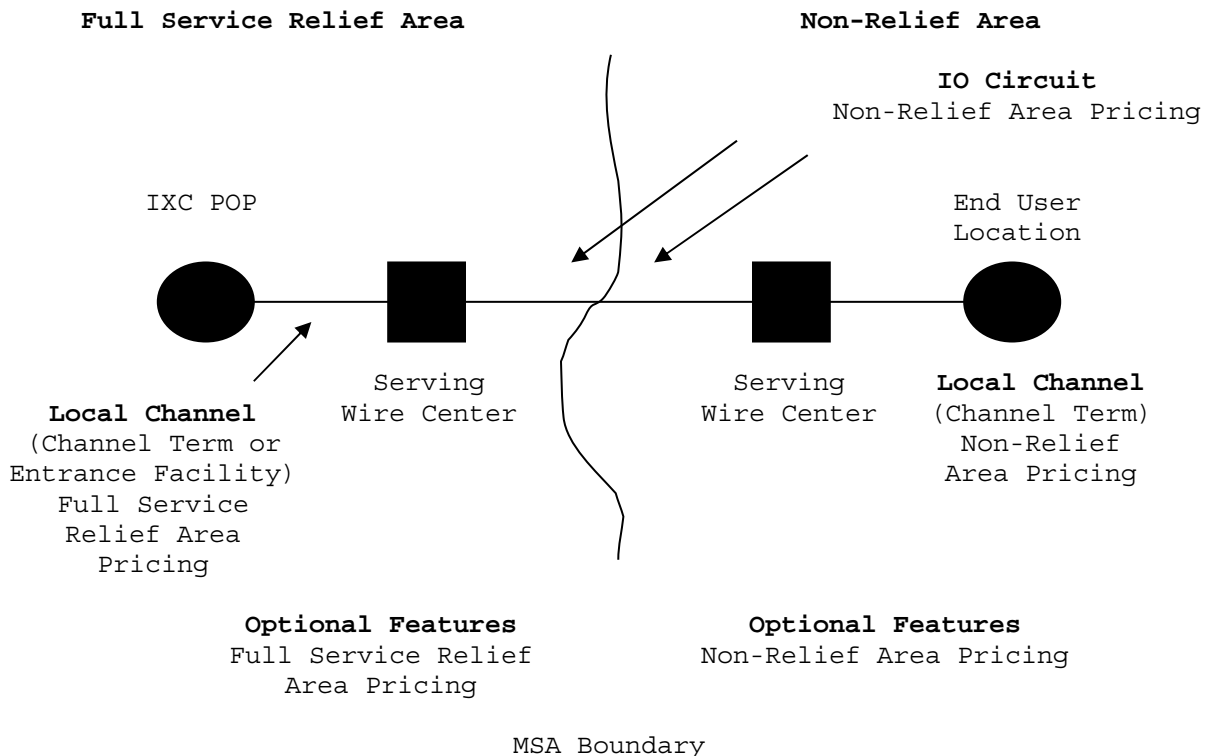 Full Service Relief Area
Non-Relief Area
IO Circuit
Non-Relief Area Pricing
IXC POP
End User
Location
Serving
Wire Center
Serving
Wire Center
Local Channel
(Channel Term or
Entrance Facility)
Full Service
Relief Area
Pricing
Local Channel
(Channel Term)
Non-Relief
Area Pricing
Optional Features
Full Service Relief
Area Pricing
Optional Features
Non-Relief Area Pricing
MSA Boundary